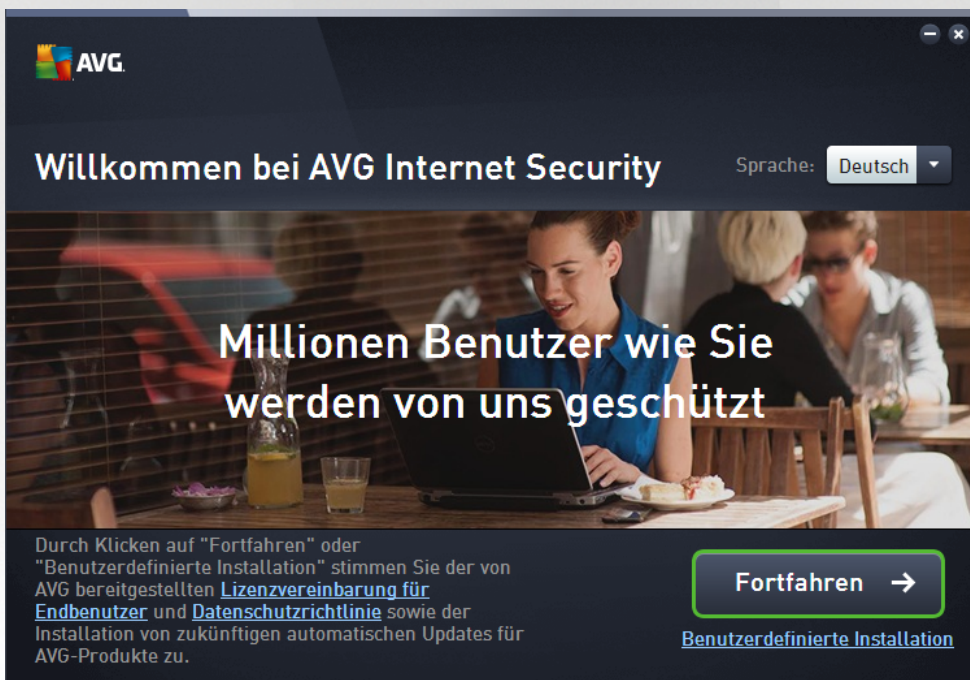 AVG.
Willkommen bei AVG Internet Security
Sprache:
Deutsch
Millionen Benutzer wie Sie
werden von uns geschützt
Durch Klicken auf "Fortfahren" oder
"Benutzerdefinierte Installation" stimmen Sie der von
AVG bereitgestellten Lizenzvereinbarung für
Endbenutzer und Datenschutzrichtlinie sowie der
Installation von zukünftigen automatischen Updates für
AVG-Produkte zu.
Fortfahren →
Benutzerdefinierte Installation